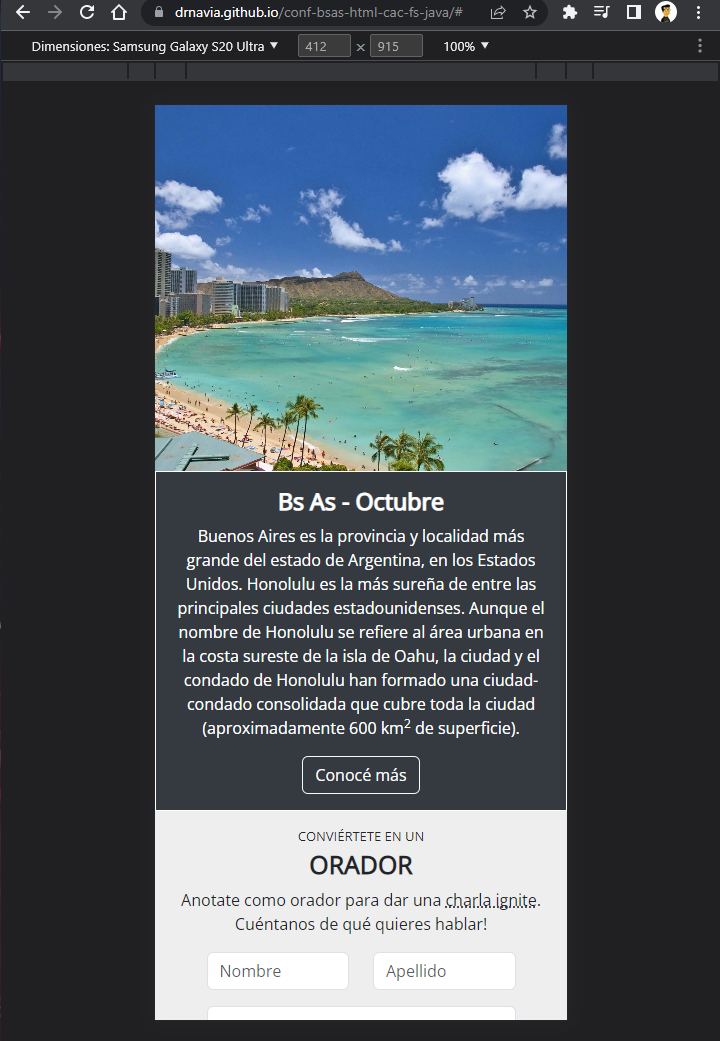 drnavia.github.io/conf-bsas-html-cac-fs-java/#
Dimensiones: Samsung Galaxy S20 Ultra 412 × 915 100%
Bs As - Octubre
Buenos Aires es la provincia y localidad más
grande del estado de Argentina, en los Estados
Unidos. Honolulu es la más sureña de entre las
principales ciudades estadounidenses. Aunque el
nombre de Honolulu se refiere al área urbana en
la costa sureste de la isla de Oahu, la ciudad y el
condado de Honolulu han formado una ciudad-
condado consolidada que cubre toda la ciudad
(aproximadamente 600 km² de superficie).
Conocé más
CONVIÉRTETE EN UN
ORADOR
Anotate como orador para dar una charla ignite.
Cuéntanos de qué quieres hablar!
Nombre Apellido